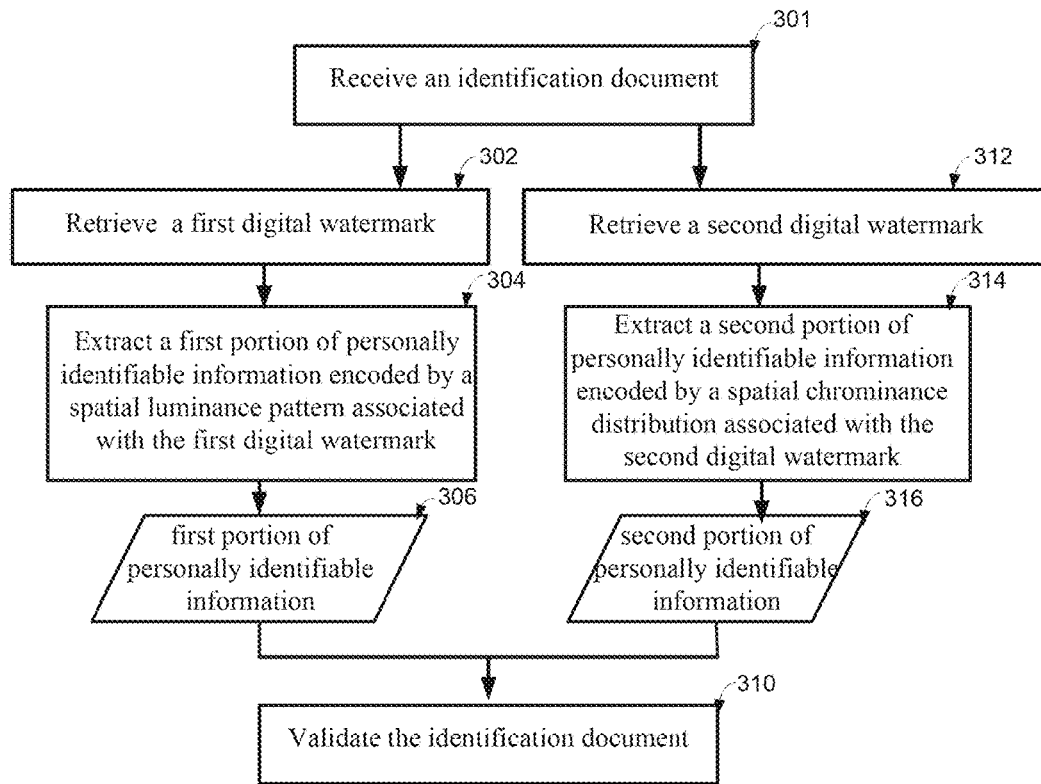 301
Receive an identification document
302
Retrieve a first digital watermark
312
Retrieve a second digital watermark
304
Extract a first portion of personally
identifiable information encoded by a
spatial luminance pattern associated
with the first digital watermark
314
Extract a second portion of
personally identifiable information
encoded by a spatial chrominance
distribution associated with the
second digital watermark
306
first portion of
personally identifiable
information
316
second portion of
personally identifiable
information
310
Validate the identification document